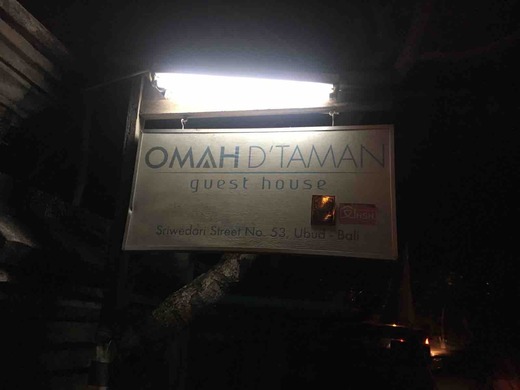 OMAH D'TAMAN
guest house
Sriwedari Street No. 53, Ubud - Bali